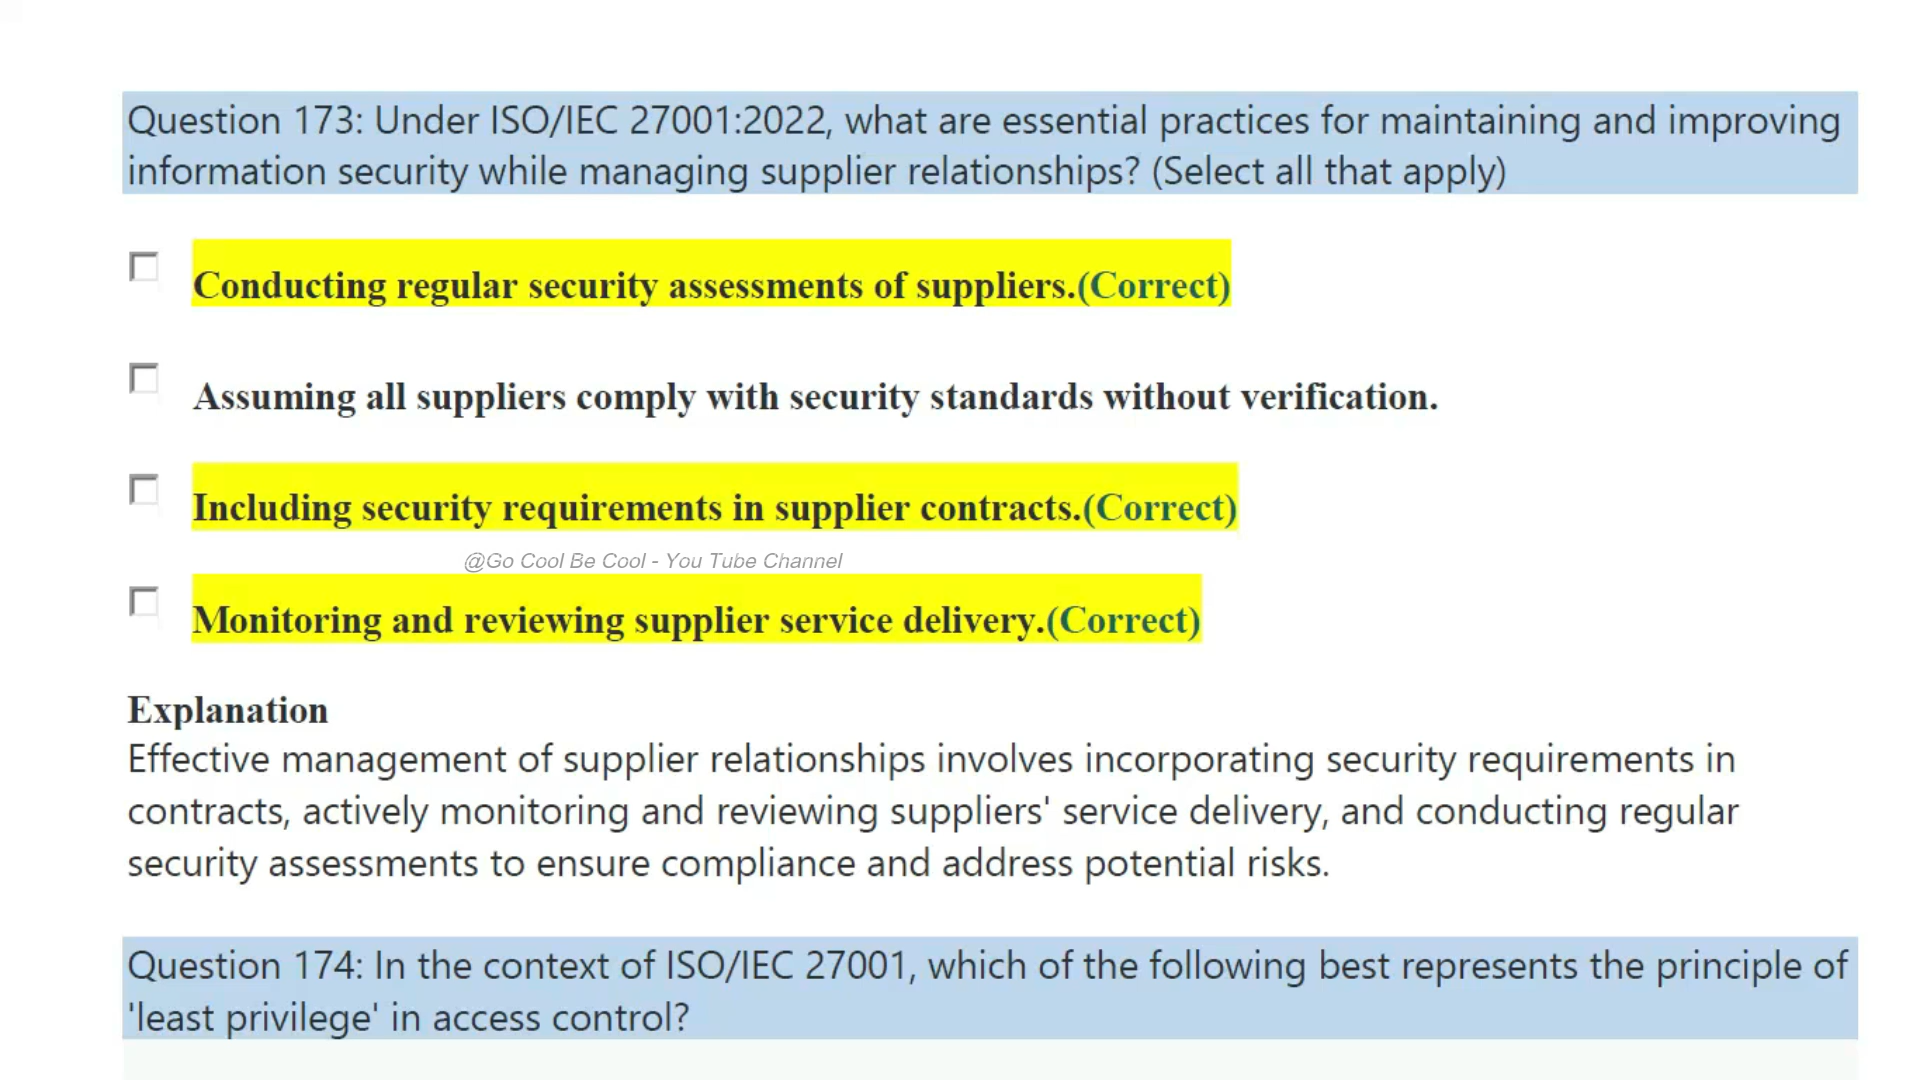 Question 173: Under ISO/IEC 27001:2022, what are essential practices for maintaining and improving
information security while managing supplier relationships? (Select all that apply)
Conducting regular security assessments of suppliers.(Correct)
Assuming all suppliers comply with security standards without verification.
Including security requirements in supplier contracts.(Correct)
@Go Cool Be Cool - You Tube Channel
Monitoring and reviewing supplier service delivery.(Correct)
Explanation
Effective management of supplier relationships involves incorporating security requirements in
contracts, actively monitoring and reviewing suppliers' service delivery, and conducting regular
security assessments to ensure compliance and address potential risks.
Question 174: In the context of ISO/IEC 27001, which of the following best represents the principle of
'least privilege' in access control?